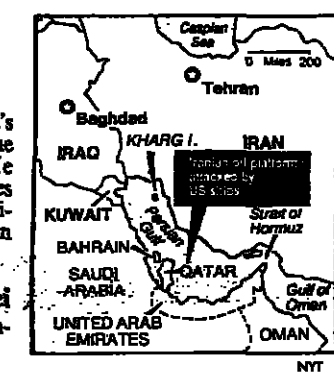 Caspian
Sea
0 Miles 200
Tehran
Baghdad
IRAQ
KHARG I.
IRAN
Iranian oil platform
by
US ships
KUWAIT
Persian
Gulf
Strait of
Hormuz
BAHRAIN
QATAR
SAUDI
ARABIA
Gulf of
Oman
UNITED ARAB
EMIRATES
OMAN
NYT